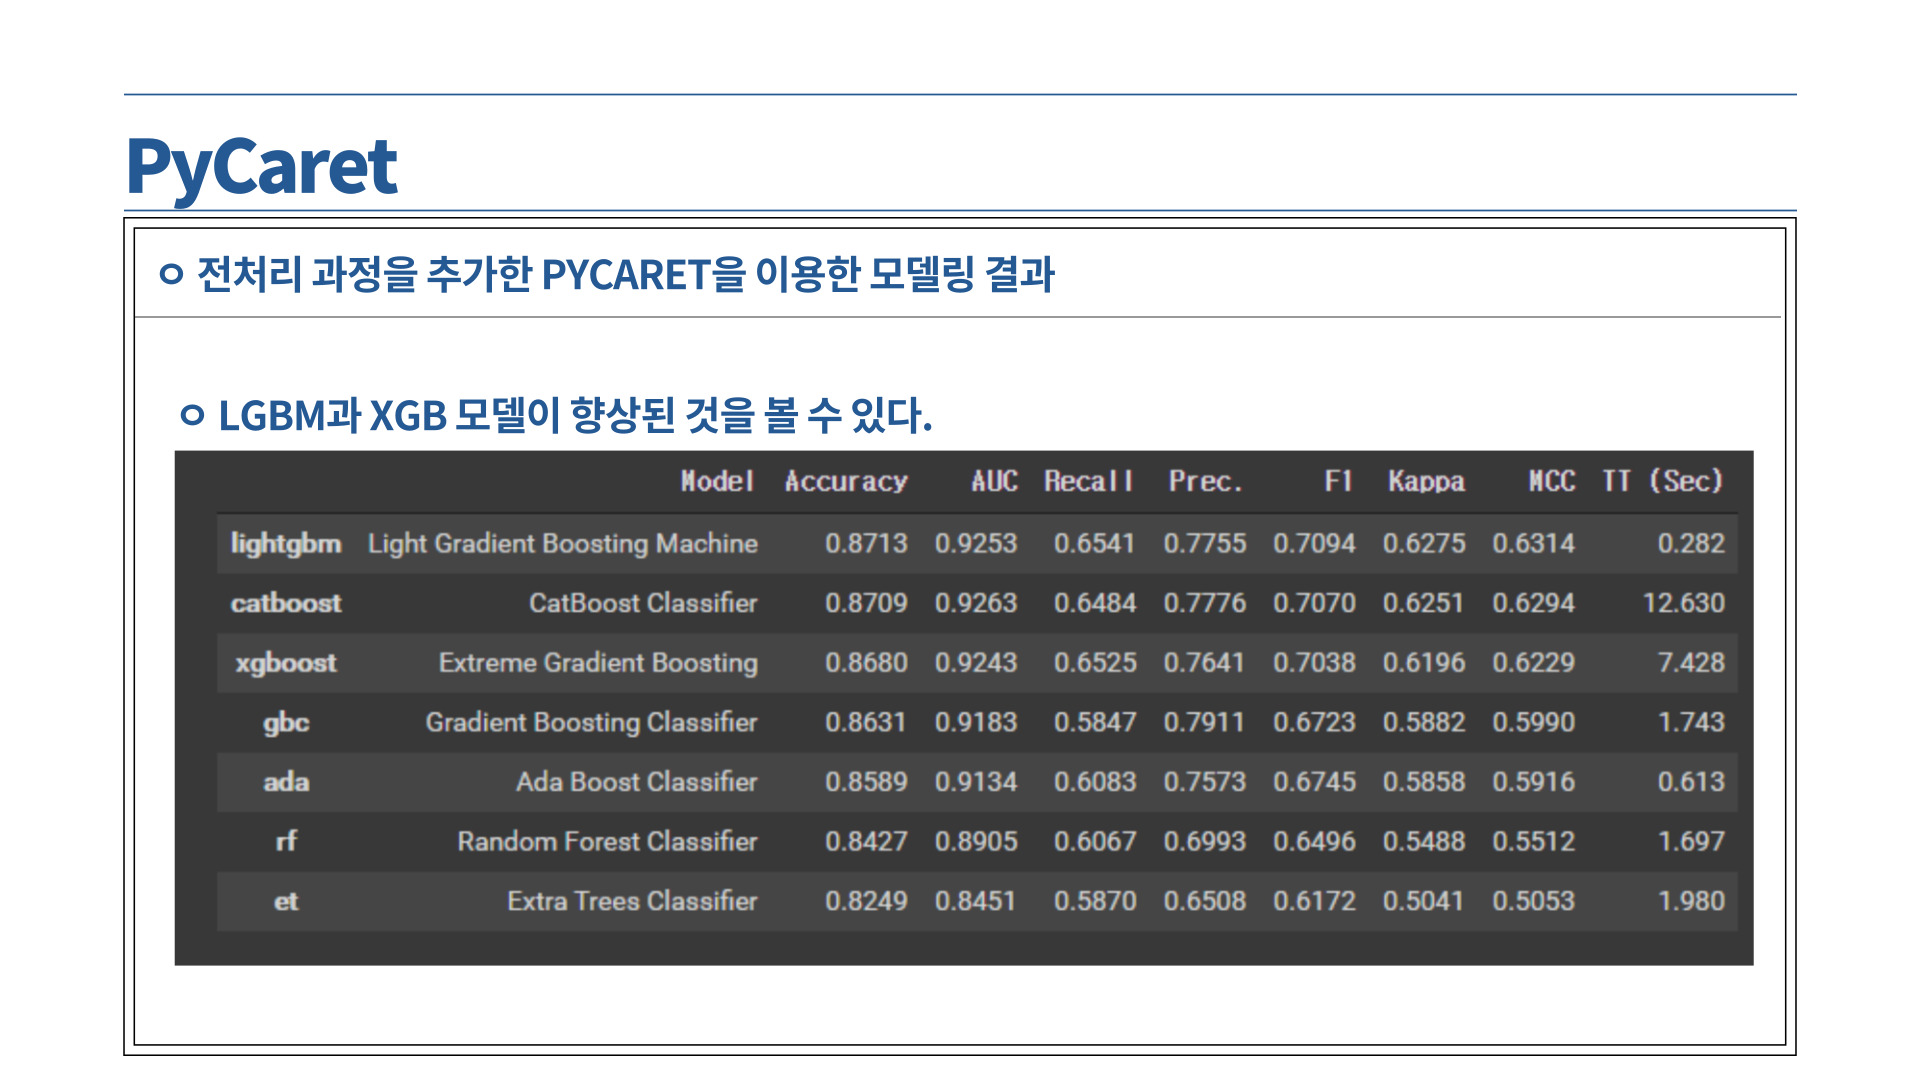 PyCaret
ㅇ 전처리 과정을 추가한 PYCARET을 이용한 모델링 결과
ㅇ LGBM과 XGB 모델이 향상된 것을 볼 수 있다.
Model Accuracy AUC Recall Prec. F1 Kappa MCC TT (Sec)
lightgbm Light Gradient Boosting Machine 0.8713 0.9253 0.6541 0.7755 0.7094 0.6275 0.6314 0.282
catboost CatBoost Classifier 0.8709 0.9263 0.6484 0.7776 0.7070 0.6251 0.6294 12.630
xgboost Extreme Gradient Boosting 0.8680 0.9243 0.6525 0.7641 0.7038 0.6196 0.6229 7.428
gbc Gradient Boosting Classifier 0.8631 0.9183 0.5847 0.7911 0.6723 0.5882 0.5990 1.743
ada Ada Boost Classifier 0.8589 0.9134 0.6083 0.7573 0.6745 0.5858 0.5916 0.613
rf Random Forest Classifier 0.8427 0.8905 0.6067 0.6993 0.6496 0.5488 0.5512 1.697
et Extra Trees Classifier 0.8249 0.8451 0.5870 0.6508 0.6172 0.5041 0.5053 1.980